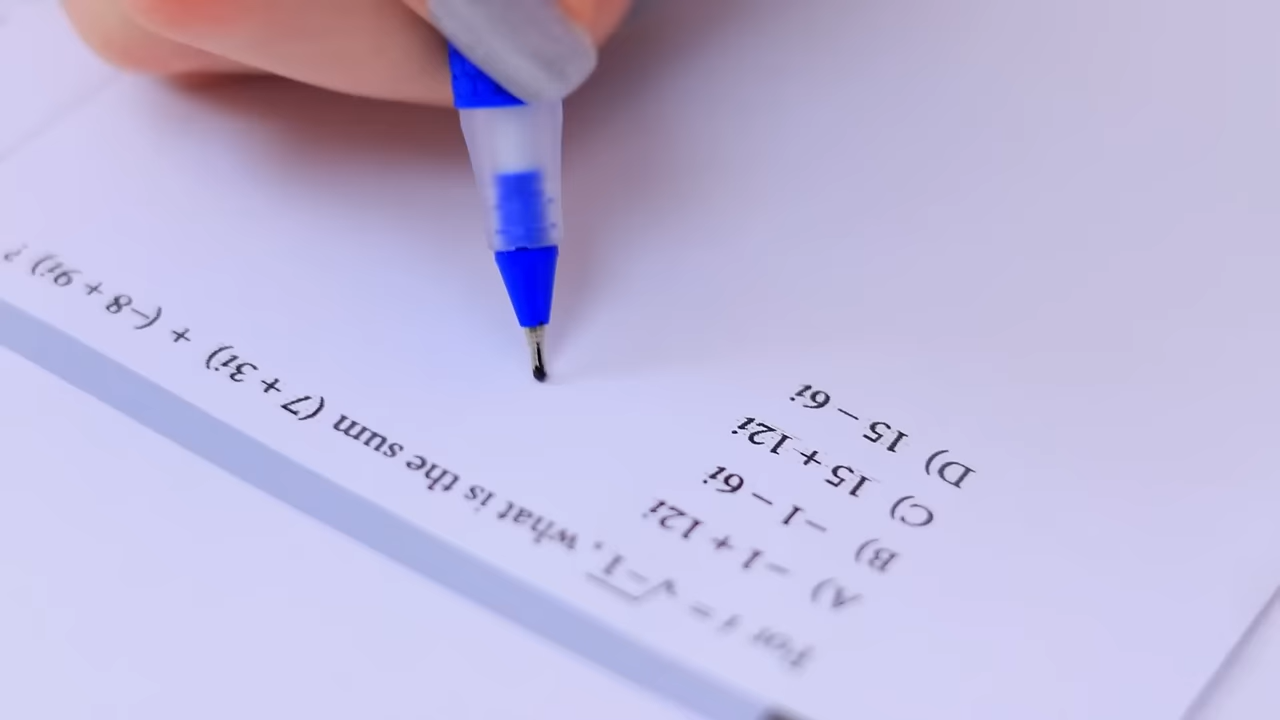 For i = √−1, what is the sum (7 + 3i) + (−8 + 9i) ?
A) −1 + 12i
B) −1 − 6i
C) 15 + 12i
D) 15 − 6i